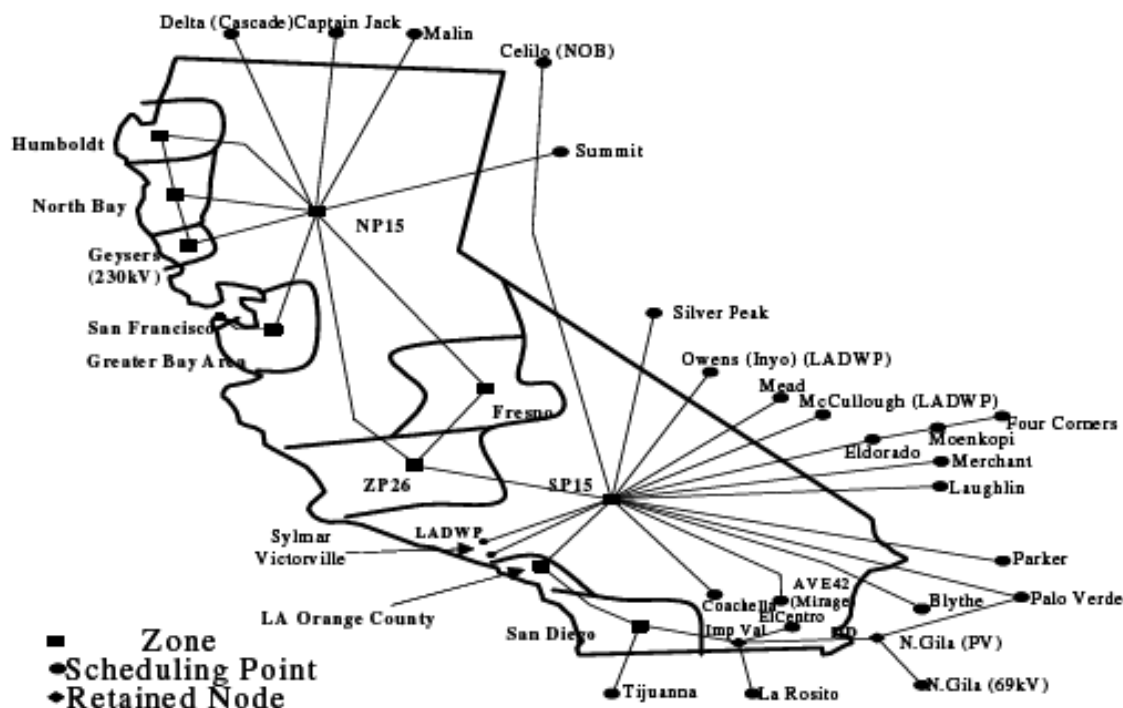 Delta (Cascade)
Captain Jack
Malin
Celilo (NOB)
Summit
Humboldt
North Bay
NP15
Geysers
(230kV)
San Francisco
Greater Bay Area
Silver Peak
Owens (Inyo) (LADWP)
Mead
McCullough (LADWP)
Four Corners
Moenkopi
Eldorado
Merchant
Laughlin
Fresno
ZP26
SP15
LADWP
Sylmar
Victorville
Parker
AVE42
(Mirage)
Coachella
Blythe
Palo Verde
LA Orange County
ElCentro
San Diego
Imp Val
IID
N.Gila (PV)
N.Gila (69kV)
Tijuanna
La Rosito
Zone
Scheduling Point
Retained Node